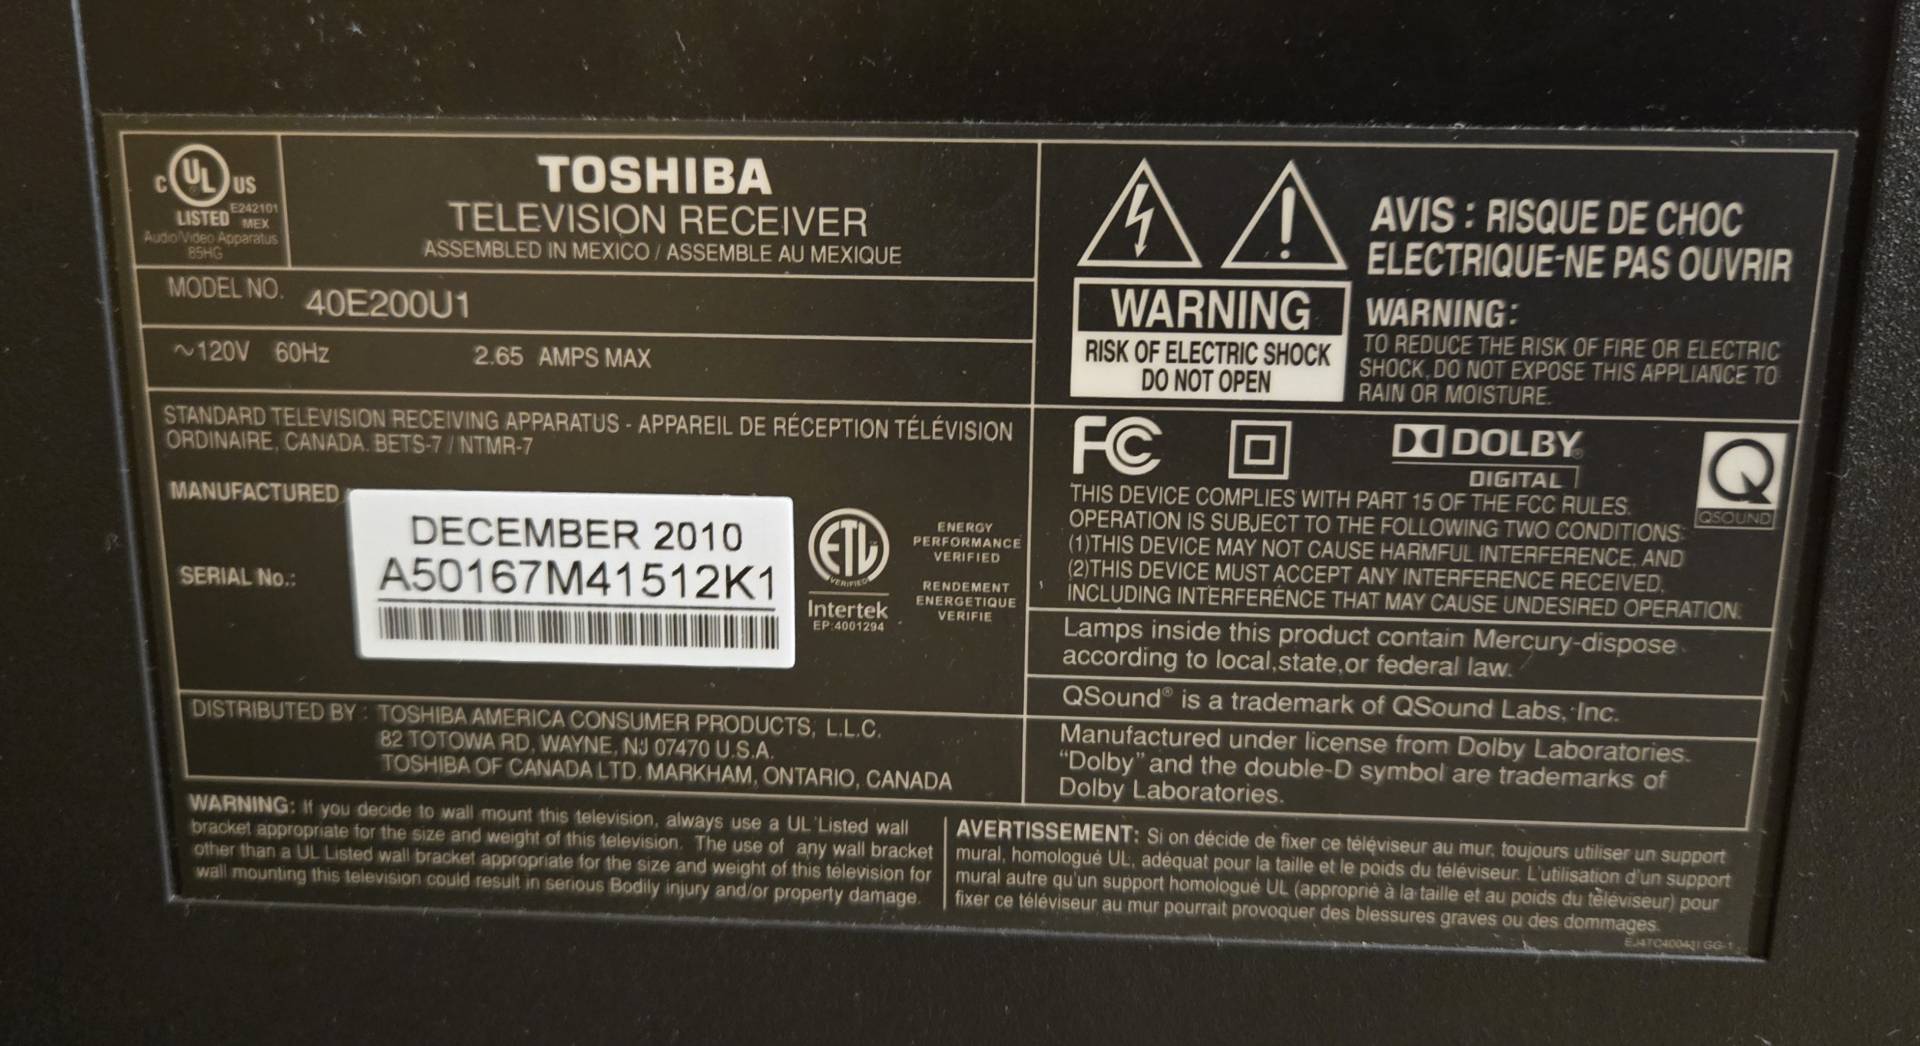 C UL US
LISTED E242101
MEX
Audio/Video Apparatus
85HG
TOSHIBA
TELEVISION RECEIVER
ASSEMBLED IN MEXICO / ASSEMBLE AU MEXIQUE
MODEL NO. 40E200U1
~120V 60Hz 2.65 AMPS MAX
STANDARD TELEVISION RECEIVING APPARATUS - APPAREIL DE RÉCEPTION TÉLÉVISION
ORDINAIRE, CANADA. BETS-7 / NTMR-7
MANUFACTURED DECEMBER 2010
SERIAL No.: A50167M41512K1
ETL
VERIFIED
Intertek
EP:4001294
ENERGY
PERFORMANCE
VERIFIED
RENDEMENT
ENERGETIQUE
VERIFIE
DISTRIBUTED BY : TOSHIBA AMERICA CONSUMER PRODUCTS, L.L.C.
82 TOTOWA RD, WAYNE, NJ 07470 U.S.A.
TOSHIBA OF CANADA LTD. MARKHAM, ONTARIO, CANADA
WARNING: If you decide to wall mount this television, always use a UL Listed wall
bracket appropriate for the size and weight of this television. The use of any wall bracket
other than a UL Listed wall bracket appropriate for the size and weight of this television for
wall mounting this television could result in serious Bodily injury and/or property damage.
AVIS : RISQUE DE CHOC
ELECTRIQUE-NE PAS OUVRIR
WARNING
RISK OF ELECTRIC SHOCK
DO NOT OPEN
WARNING:
TO REDUCE THE RISK OF FIRE OR ELECTRIC
SHOCK, DO NOT EXPOSE THIS APPLIANCE TO
RAIN OR MOISTURE.
FC
DOLBY
DIGITAL
Q
QSOUND
THIS DEVICE COMPLIES WITH PART 15 OF THE FCC RULES.
OPERATION IS SUBJECT TO THE FOLLOWING TWO CONDITIONS:
(1)THIS DEVICE MAY NOT CAUSE HARMFUL INTERFERENCE, AND
(2)THIS DEVICE MUST ACCEPT ANY INTERFERENCE RECEIVED,
INCLUDING INTERFERENCE THAT MAY CAUSE UNDESIRED OPERATION.
Lamps inside this product contain Mercury-dispose
according to local,state,or federal law.
QSound® is a trademark of QSound Labs, Inc.
Manufactured under license from Dolby Laboratories.
“Dolby” and the double-D symbol are trademarks of
Dolby Laboratories.
AVERTISSEMENT: Si on décide de fixer ce téléviseur au mur, toujours utiliser un support
mural, homologué UL, adéquat pour la taille et le poids du téléviseur. L'utilisation d'un support
mural autre qu'un support homologué UL (approprié à la taille et au poids du téléviseur) pour
fixer ce téléviseur au mur pourrait provoquer des blessures graves ou des dommages.